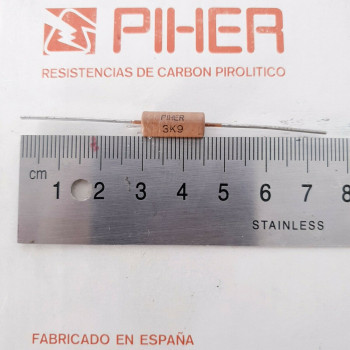 PIHER
RESISTENCIAS DE CARBON PIROLITICO
PIHER
3K9
cm 1 2 3 4 5 6 7 8
STAINLESS
FABRICADO EN ESPAÑA